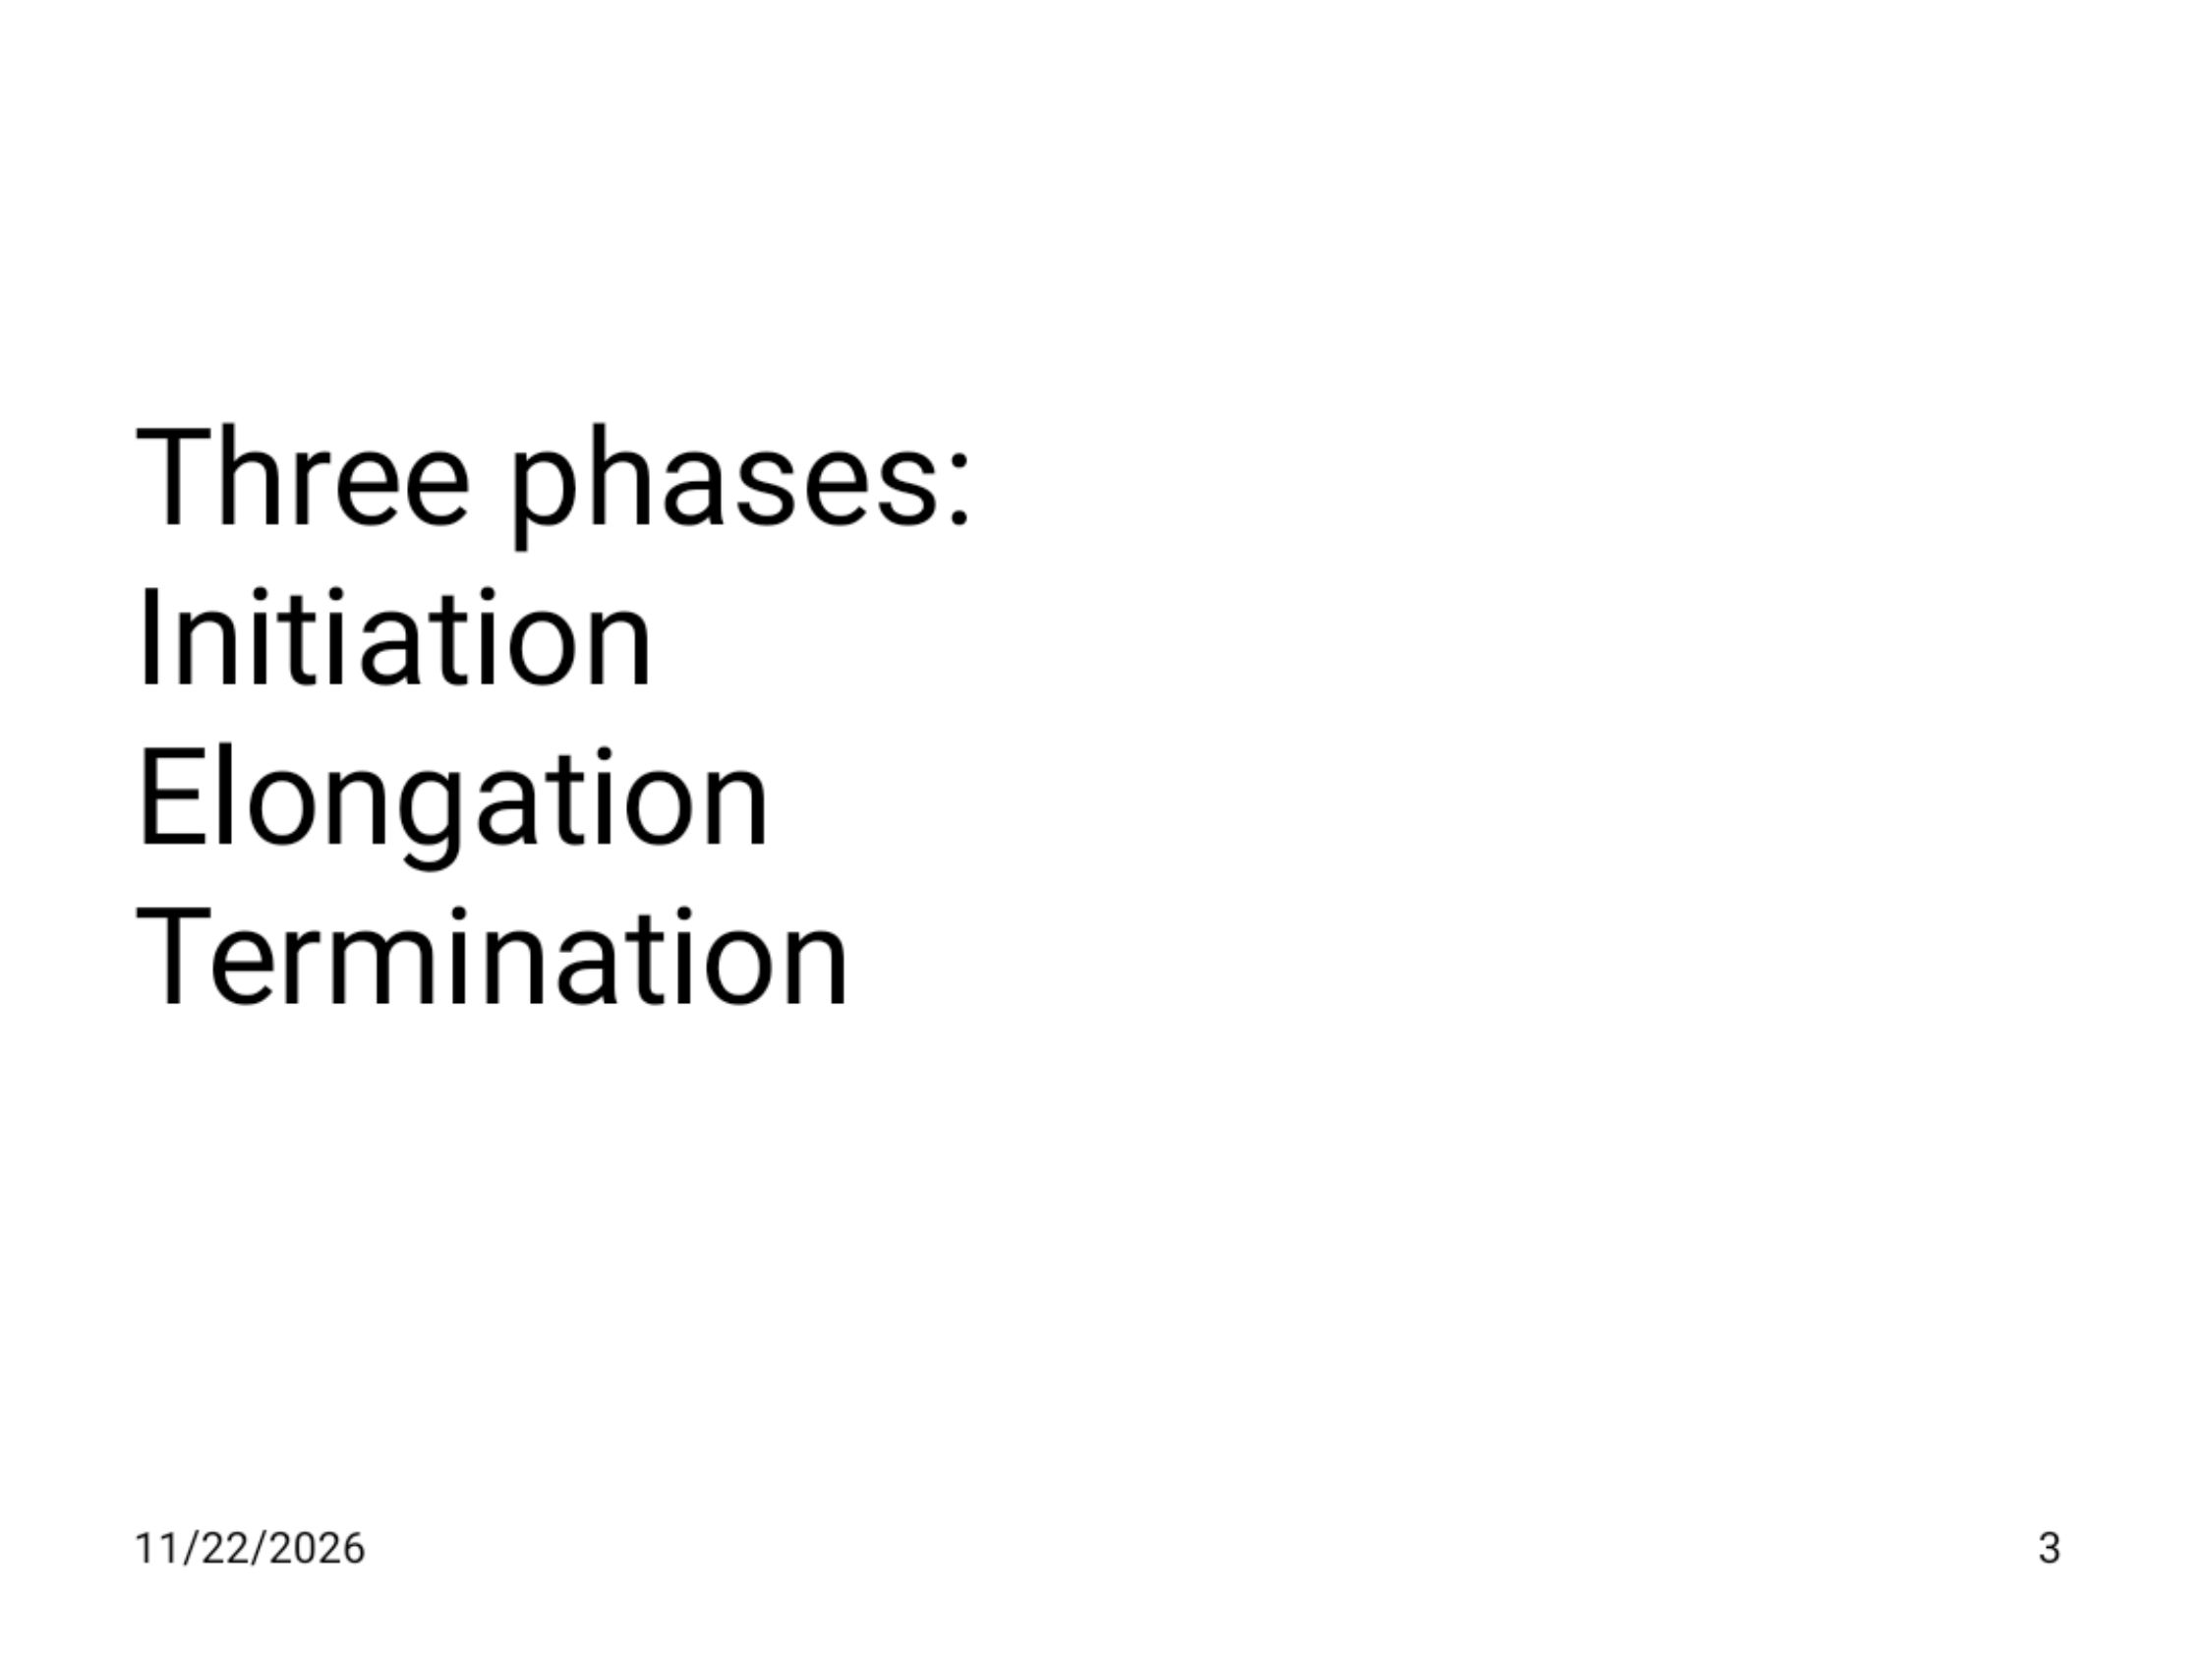 Three phases:
Initiation
Elongation
Termination
11/22/2026
3